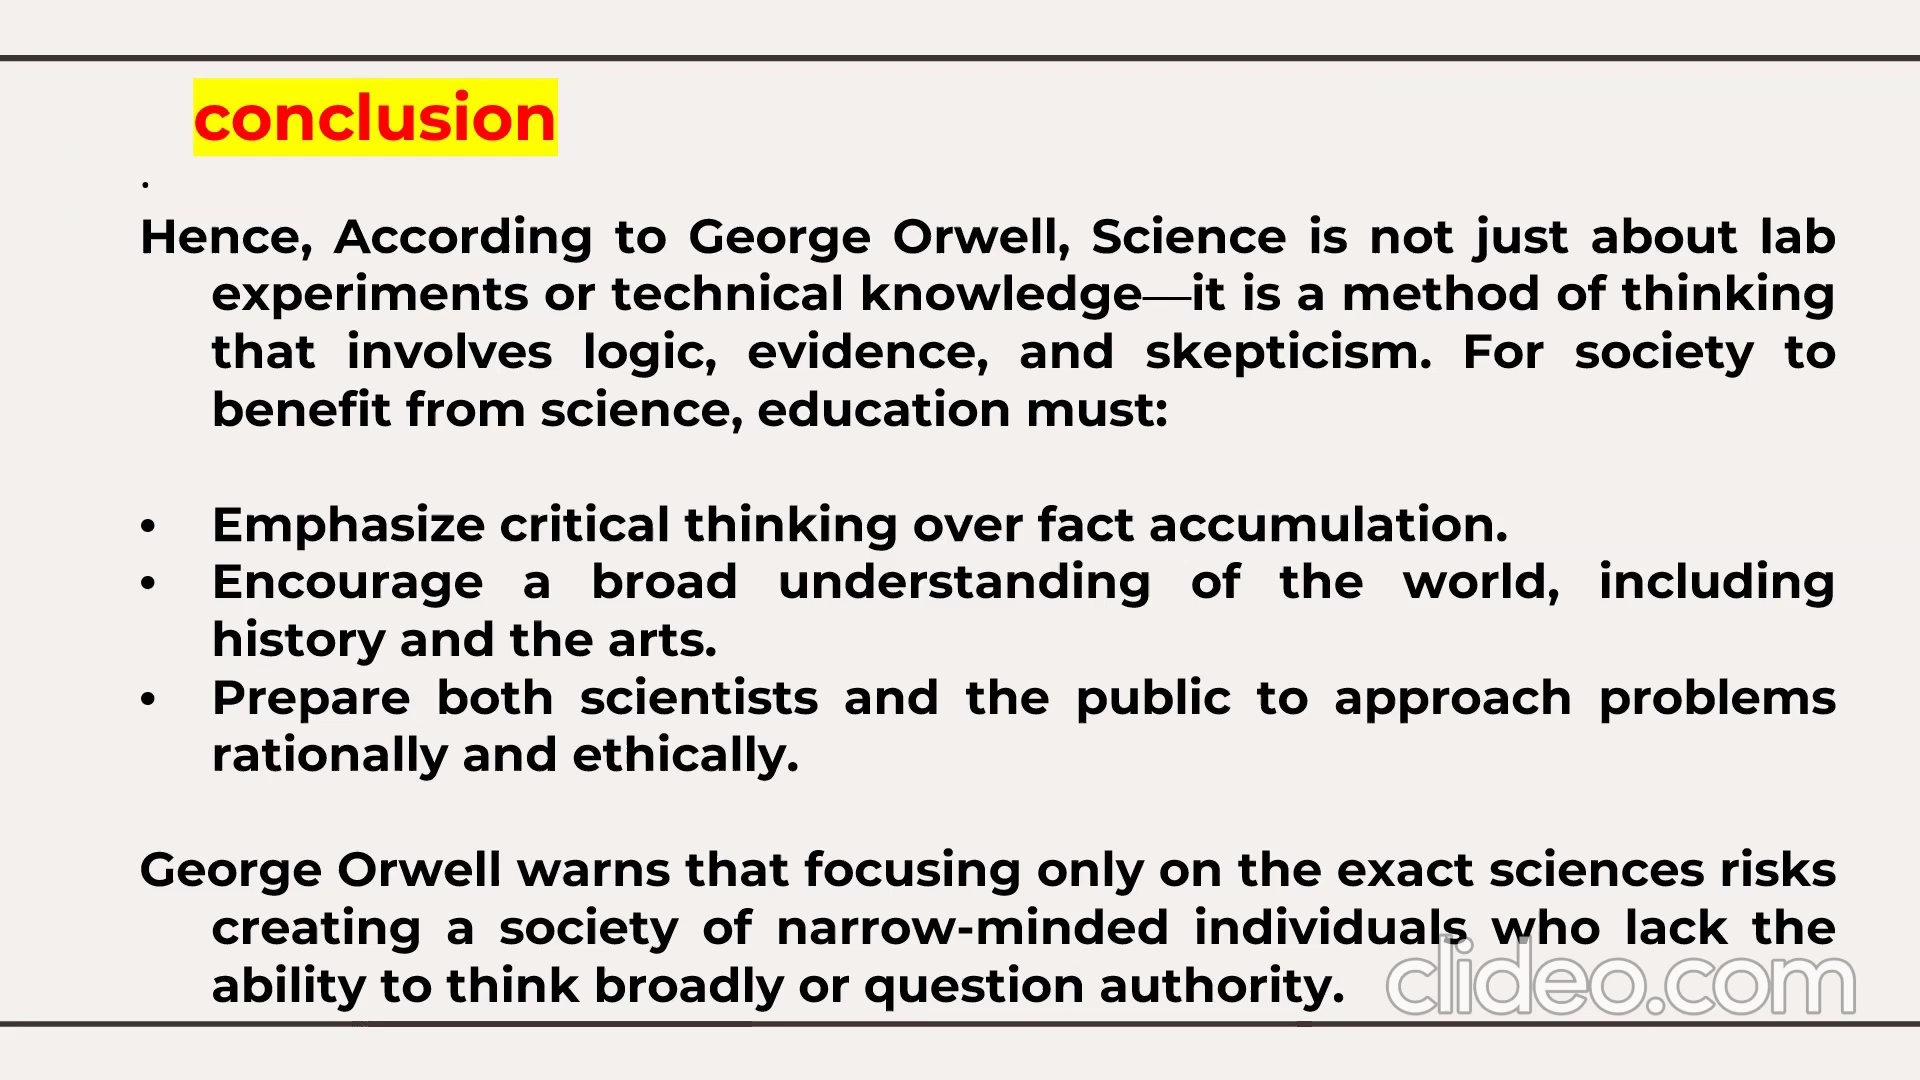 conclusion
.
Hence, According to George Orwell, Science is not just about lab
experiments or technical knowledge—it is a method of thinking
that involves logic, evidence, and skepticism. For society to
benefit from science, education must:
• Emphasize critical thinking over fact accumulation.
• Encourage a broad understanding of the world, including
history and the arts.
• Prepare both scientists and the public to approach problems
rationally and ethically.
George Orwell warns that focusing only on the exact sciences risks
creating a society of narrow-minded individuals who lack the
ability to think broadly or question authority.
clideo.com